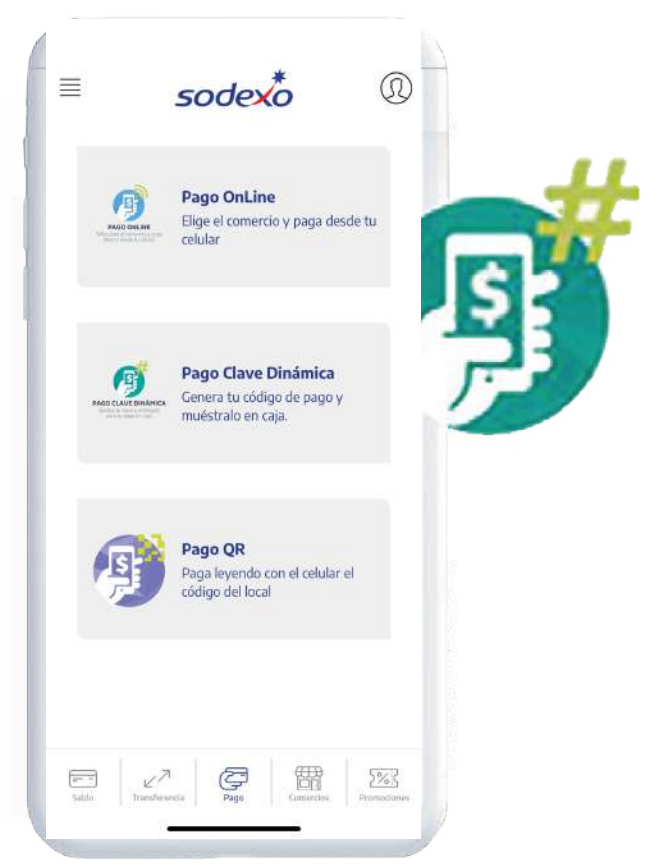 sodexo
Pago OnLine
Elige el comercio y paga desde tu
celular
PAGO ONLINE
Pago Clave Dinámica
Genera tu código de pago y
muéstralo en caja.
PAGO CLAVE DINÁMICA
Pago QR
Paga leyendo con el celular el
código del local
Saldo
Transferencia
Pago
Comercios
Promociones